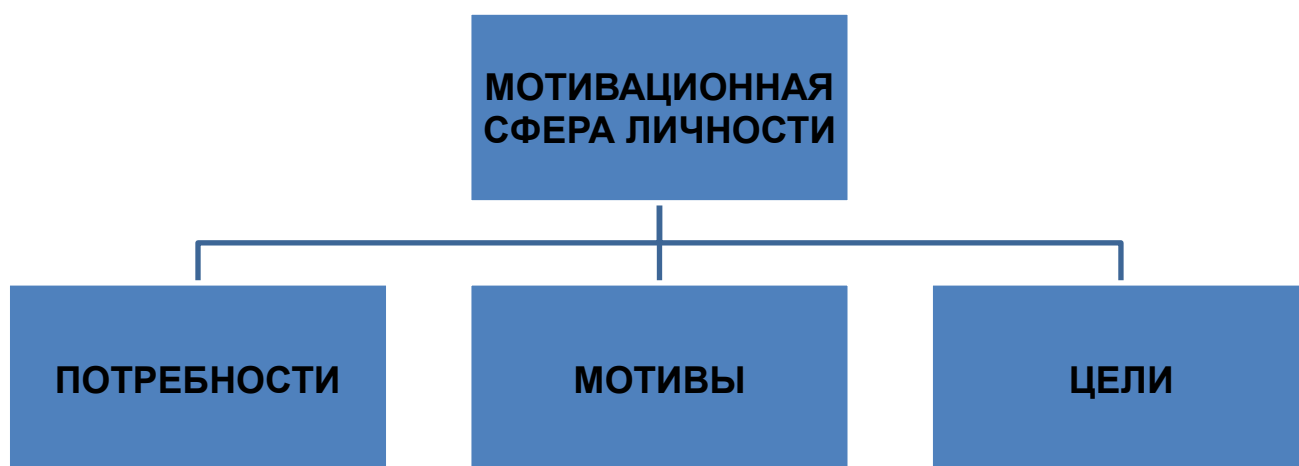 МОТИВАЦИОННАЯ
СФЕРА ЛИЧНОСТИ
ПОТРЕБНОСТИ
МОТИВЫ
ЦЕЛИ